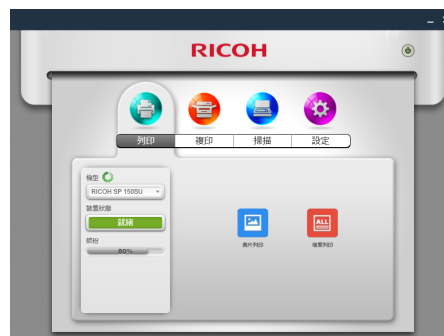 RICOH
列印
複印
掃描
設定
機型
RICOH SP 150SU
裝置狀態
就緒
碳粉
80%
圖片列印
ALL
檔案列印